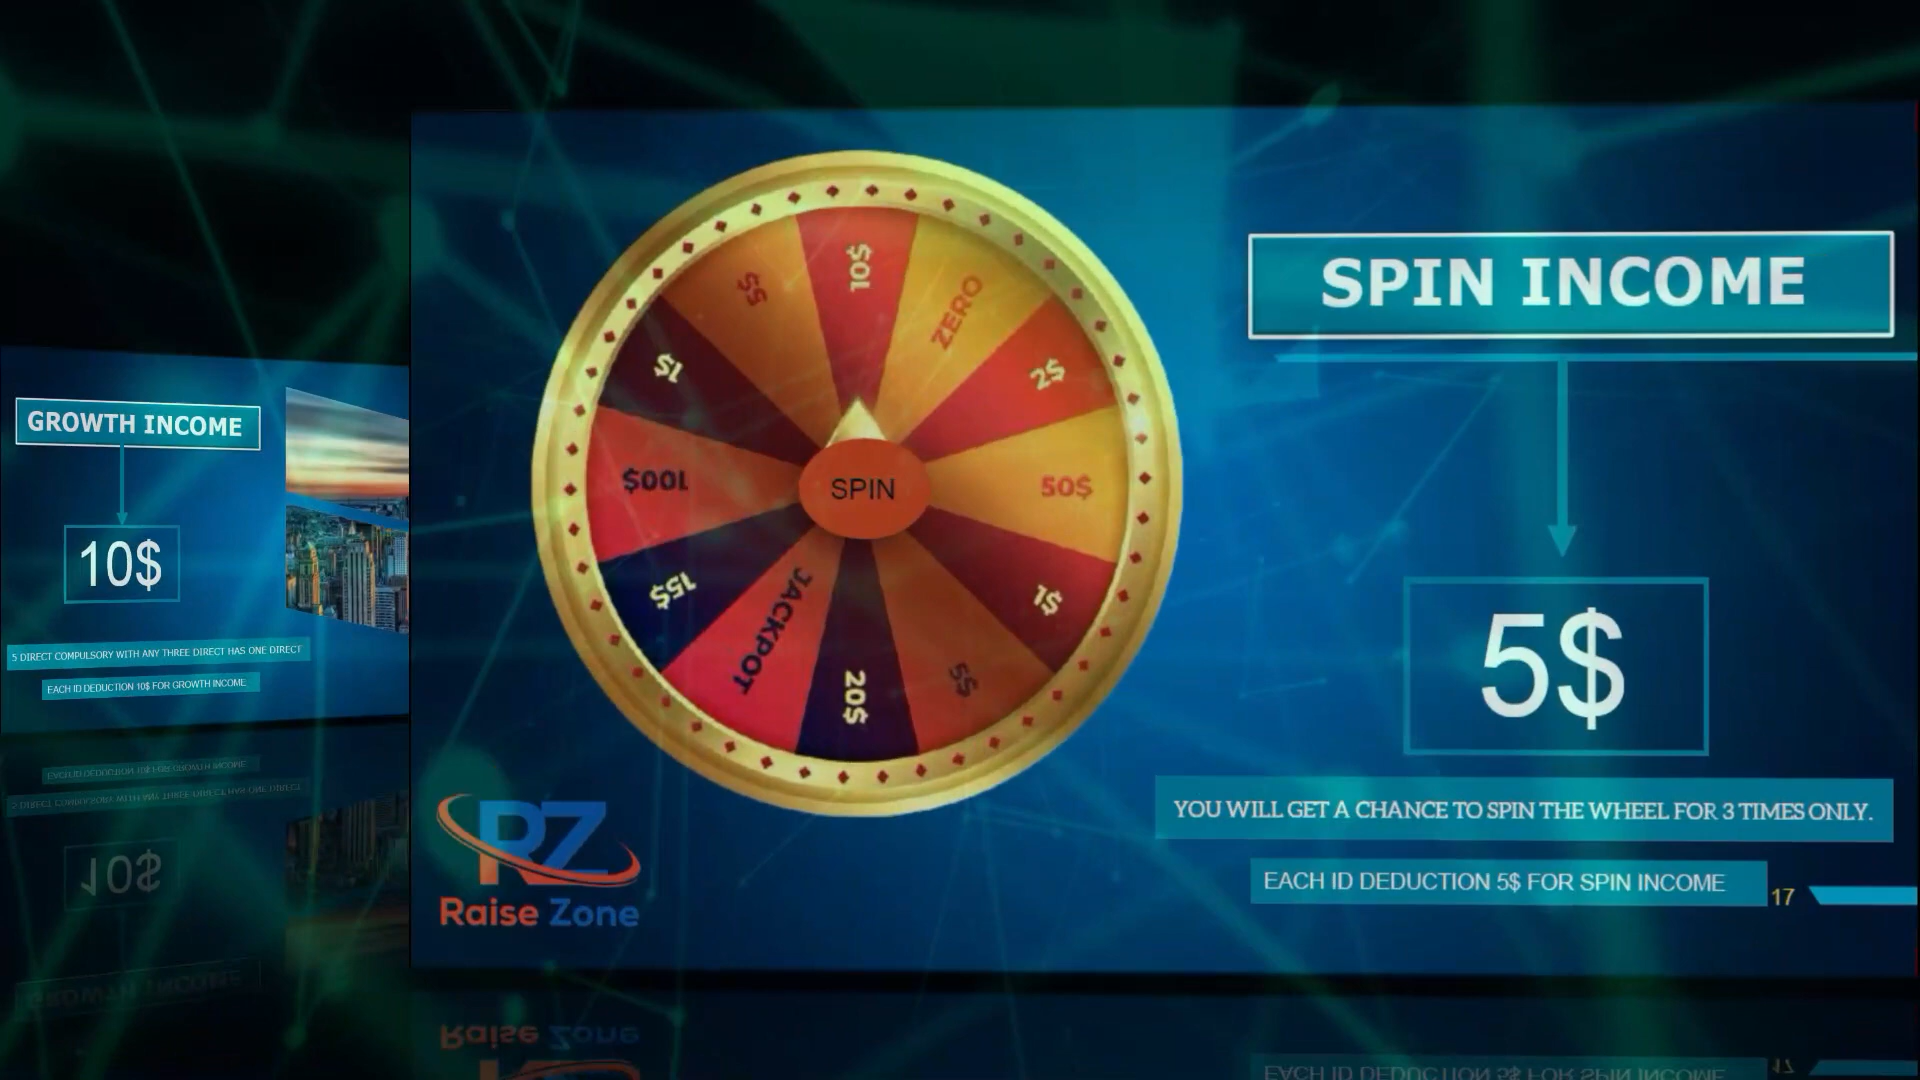 GROWTH INCOME
10$
5 DIRECT COMPULSORY WITH ANY THREE DIRECT HAS ONE DIRECT
EACH ID DEDUCTION 10$ FOR GROWTH INCOME
10$
ZERO
2$
50$
1$
5$
20$
JACKPOT
15$
100$
1$
5$
SPIN
RZ
Raise Zone
SPIN INCOME
5$
YOU WILL GET A CHANCE TO SPIN THE WHEEL FOR 3 TIMES ONLY.
EACH ID DEDUCTION 5$ FOR SPIN INCOME
17